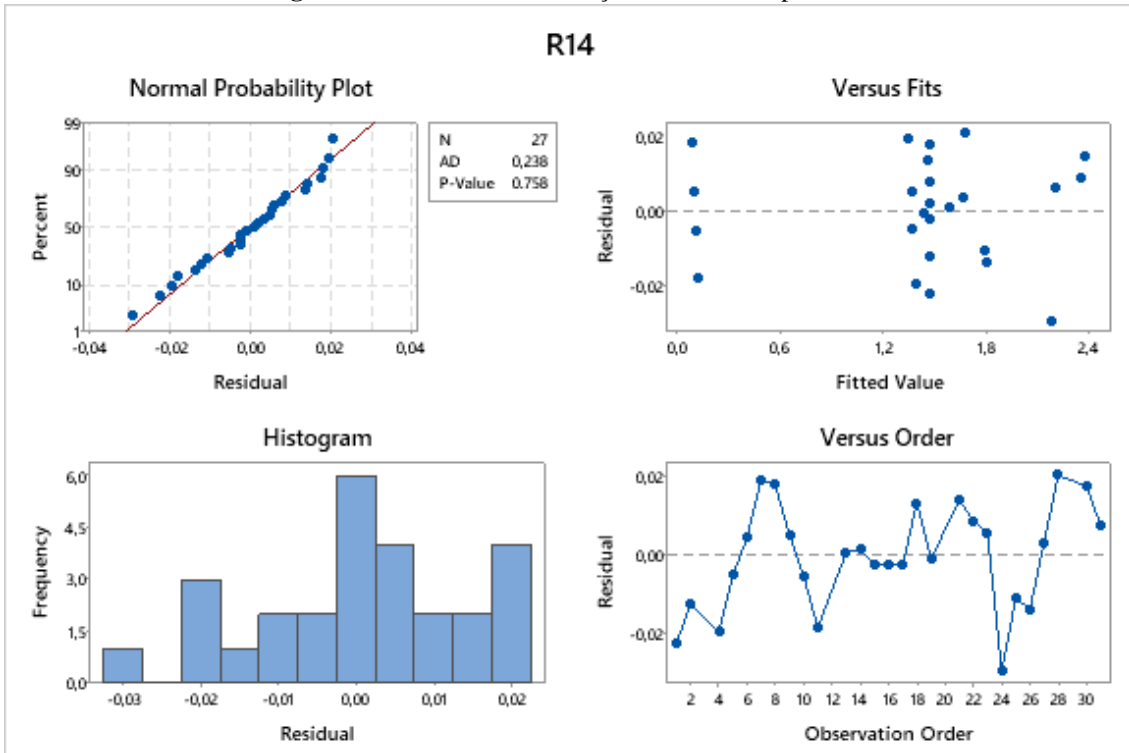 R14
Normal Probability Plot
99
90
50
10
1
Percent
-0,04 -0,02 0,00 0,02 0,04
Residual
N 27
AD 0,238
P-Value 0.758
Versus Fits
0,02
0,00
-0,02
Residual
0,0 0,6 1,2 1,8 2,4
Fitted Value
Histogram
6,0
4,5
3,0
1,5
0,0
Frequency
-0,03 -0,02 -0,01 0,00 0,01 0,02
Residual
Versus Order
0,02
0,00
-0,02
Residual
2 4 6 8 10 12 14 16 18 20 22 24 26 28 30
Observation Order